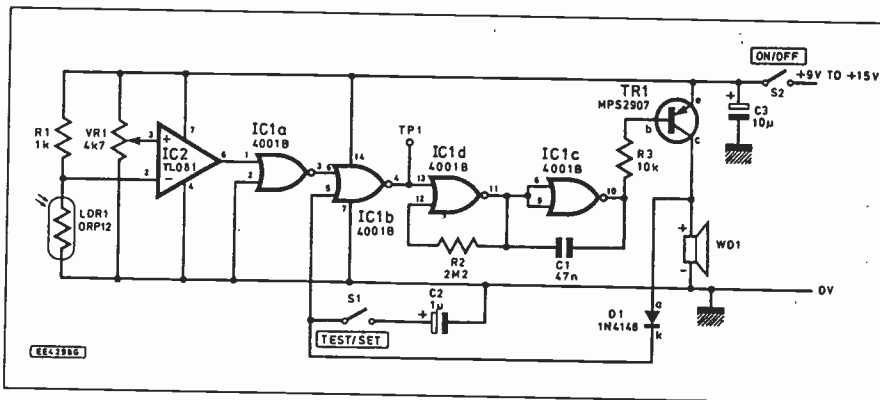 ON/OFF
+9V TO +15V
S2
TR1
MPS2907
e
b
c
+
C3
10µ
R1
1k
VR1
4k7
3
+
7
IC2
TL081
6
2
−
4
IC1a
4001B
1
2
3
6
14
5
4
7
IC1b
4001B
TP1
IC1d
4001B
13
12
11
IC1c
4001B
8
9
10
R3
10k
LDR1
ORP12
R2
2M2
C1
47n
+
-
WD1
0V
S1
TEST/SET
C2
1µ
+
D1
1N4148
a
k
EE4298G